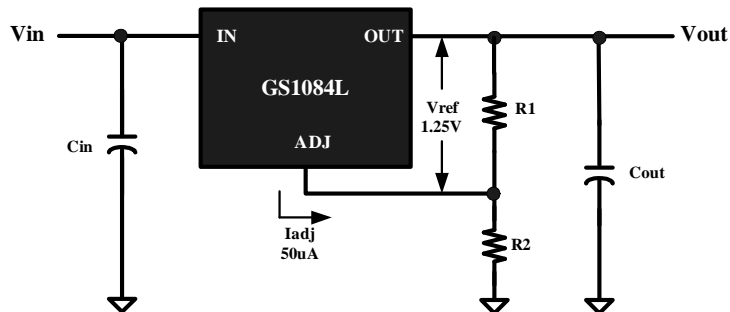 Vin
IN
OUT
Vout
GS1084L
Vref
1.25V
R1
Cin
ADJ
Cout
Iadj
50uA
R2